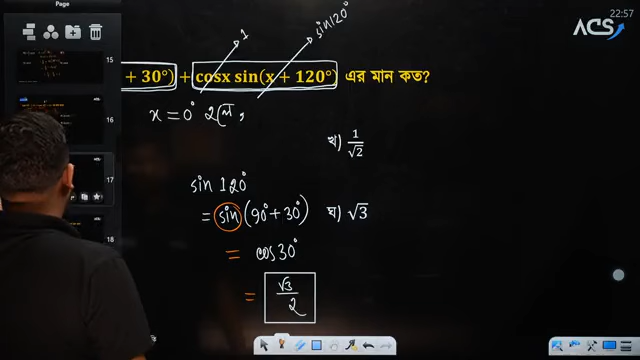 Page
22:57
ACS
15
16
17
18
+ 30°) + cosx sin(x + 120°) এর মান কত?
1
sin120°
x = 0° হলে,
খ) 1/√2
sin 120°
= sin (90° + 30°)
ঘ) √3
= cos 30°
= √3/2